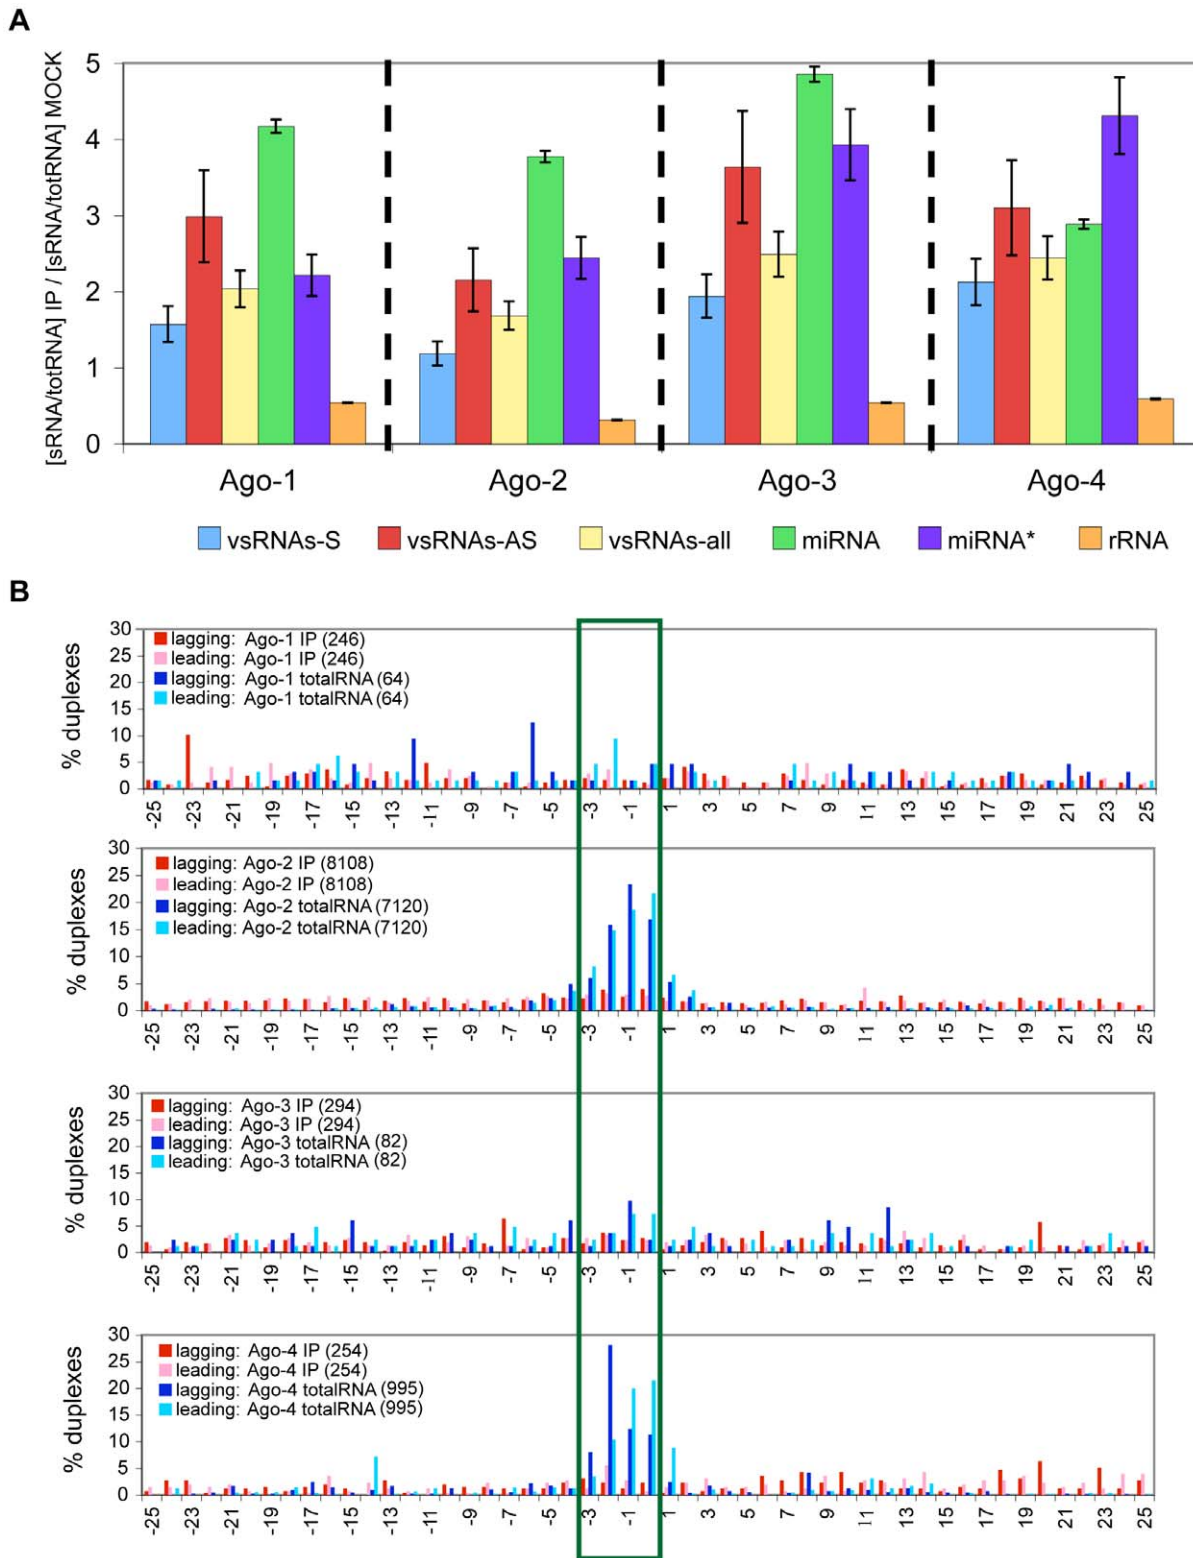 A
[sRNA/totRNA] IP / [sRNA/totRNA] MOCK
5
4
3
2
1
0
Ago-1 Ago-2 Ago-3 Ago-4
vsRNAs-S vsRNAs-AS vsRNAs-all miRNA miRNA* rRNA
B
% duplexes
30
25
20
15
10
5
0
lagging: Ago-1 IP (246)
leading: Ago-1 IP (246)
lagging: Ago-1 totalRNA (64)
leading: Ago-1 totalRNA (64)
-25 -23 -21 -19 -17 -15 -13 -11 -9 -7 -5 -3 -1 1 3 5 7 9 11 13 15 17 19 21 23 25
% duplexes
30
25
20
15
10
5
0
lagging: Ago-2 IP (8108)
leading: Ago-2 IP (8108)
lagging: Ago-2 totalRNA (7120)
leading: Ago-2 totalRNA (7120)
-25 -23 -21 -19 -17 -15 -13 -11 -9 -7 -5 -3 -1 1 3 5 7 9 11 13 15 17 19 21 23 25
% duplexes
30
25
20
15
10
5
0
lagging: Ago-3 IP (294)
leading: Ago-3 IP (294)
lagging: Ago-3 totalRNA (82)
leading: Ago-3 totalRNA (82)
-25 -23 -21 -19 -17 -15 -13 -11 -9 -7 -5 -3 -1 1 3 5 7 9 11 13 15 17 19 21 23 25
% duplexes
30
25
20
15
10
5
0
lagging: Ago-4 IP (254)
leading: Ago-4 IP (254)
lagging: Ago-4 totalRNA (995)
leading: Ago-4 totalRNA (995)
-25 -23 -21 -19 -17 -15 -13 -11 -9 -7 -5 -3 -1 1 3 5 7 9 11 13 15 17 19 21 23 25